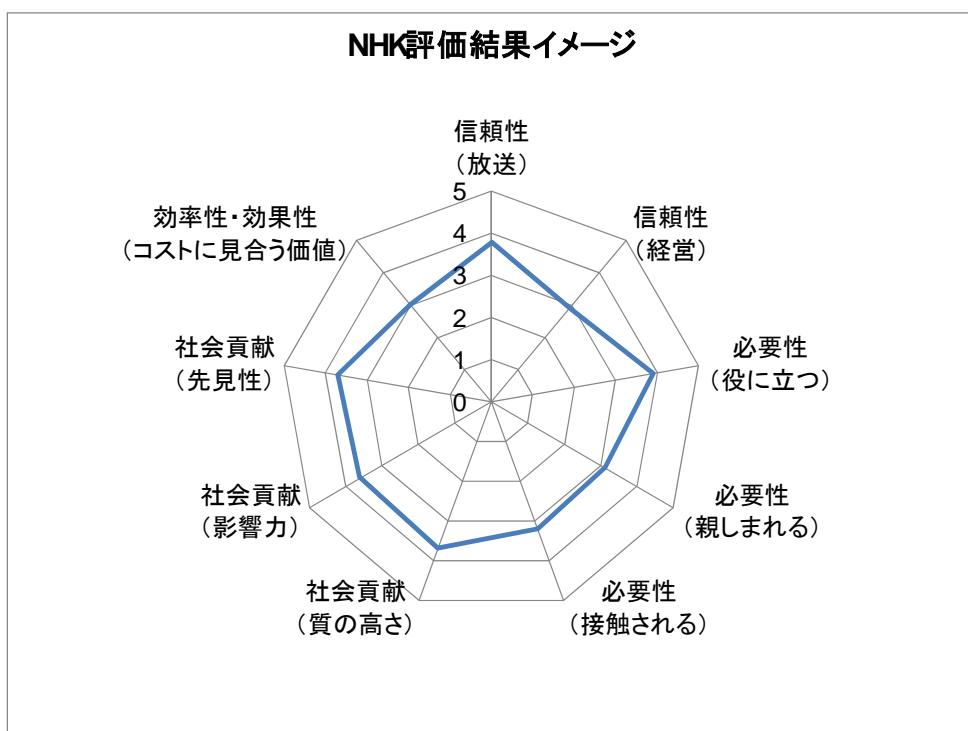 NHK評価結果イメージ
信頼性
（放送）
信頼性
（経営）
必要性
（役に立つ）
必要性
（親しまれる）
必要性
（接触される）
社会貢献
（質の高さ）
社会貢献
（影響力）
社会貢献
（先見性）
効率性・効果性
（コストに見合う価値）
5
4
3
2
1
0